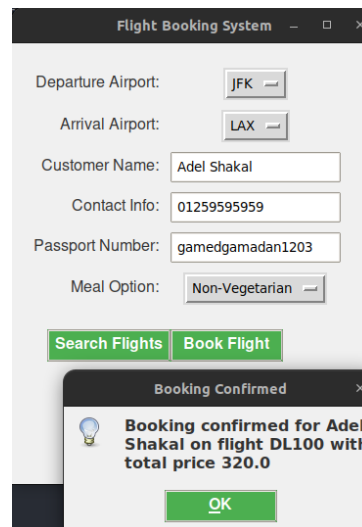 Flight Booking System
Departure Airport: JFK
Arrival Airport: LAX
Customer Name: Adel Shakal
Contact Info: 01259595959
Passport Number: gamedgamadan1203
Meal Option: Non-Vegetarian
Search Flights Book Flight
Booking Confirmed
Booking confirmed for Adel
Shakal on flight DL100 with
total price 320.0
OK